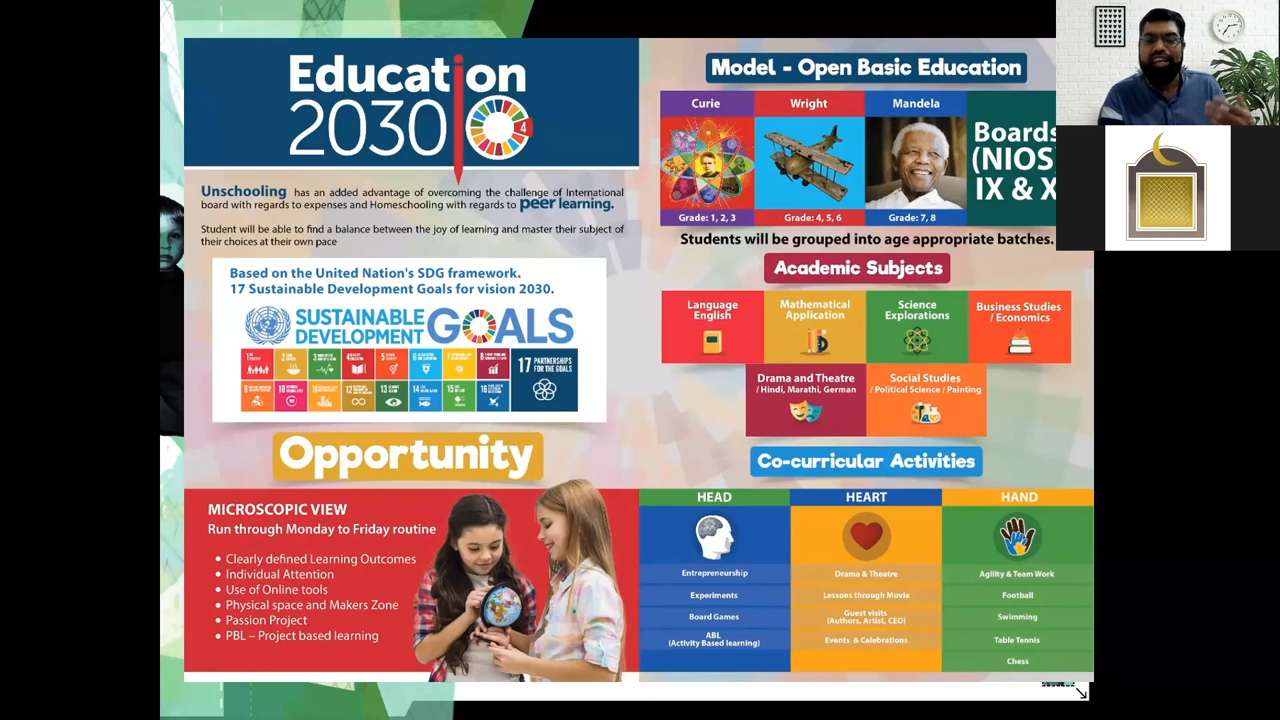 Education
2030
4
Unschooling has an added advantage of overcoming the challenge of International
board with regards to expenses and Homeschooling with regards to peer learning.
Student will be able to find a balance between the joy of learning and master their subject of
their choices at their own pace
Based on the United Nation's SDG framework.
17 Sustainable Development Goals for vision 2030.
SUSTAINABLE
DEVELOPMENT
GOALS
17 PARTNERSHIPS
FOR THE GOALS
Opportunity
MICROSCOPIC VIEW
Run through Monday to Friday routine
• Clearly defined Learning Outcomes
• Individual Attention
• Use of Online tools
• Physical space and Makers Zone
• Passion Project
• PBL – Project based learning
Model - Open Basic Education
Curie
Wright
Mandela
Grade: 1, 2, 3
Grade: 4, 5, 6
Grade: 7, 8
Boards
(NIOS
IX & X
Students will be grouped into age appropriate batches.
Academic Subjects
Language
English
Mathematical
Application
Science
Explorations
Business Studies
/ Economics
Drama and Theatre
/ Hindi, Marathi, German
Social Studies
/ Political Science / Painting
Co-curricular Activities
HEAD
Entrepreneurship
Experiments
Board Games
ABL
(Activity Based learning)
HEART
Drama & Theatre
Lessons through Movie
Guest visits
(Authors, Artist, CEO)
Events & Celebrations
HAND
Agility & Team Work
Football
Swimming
Table Tennis
Chess